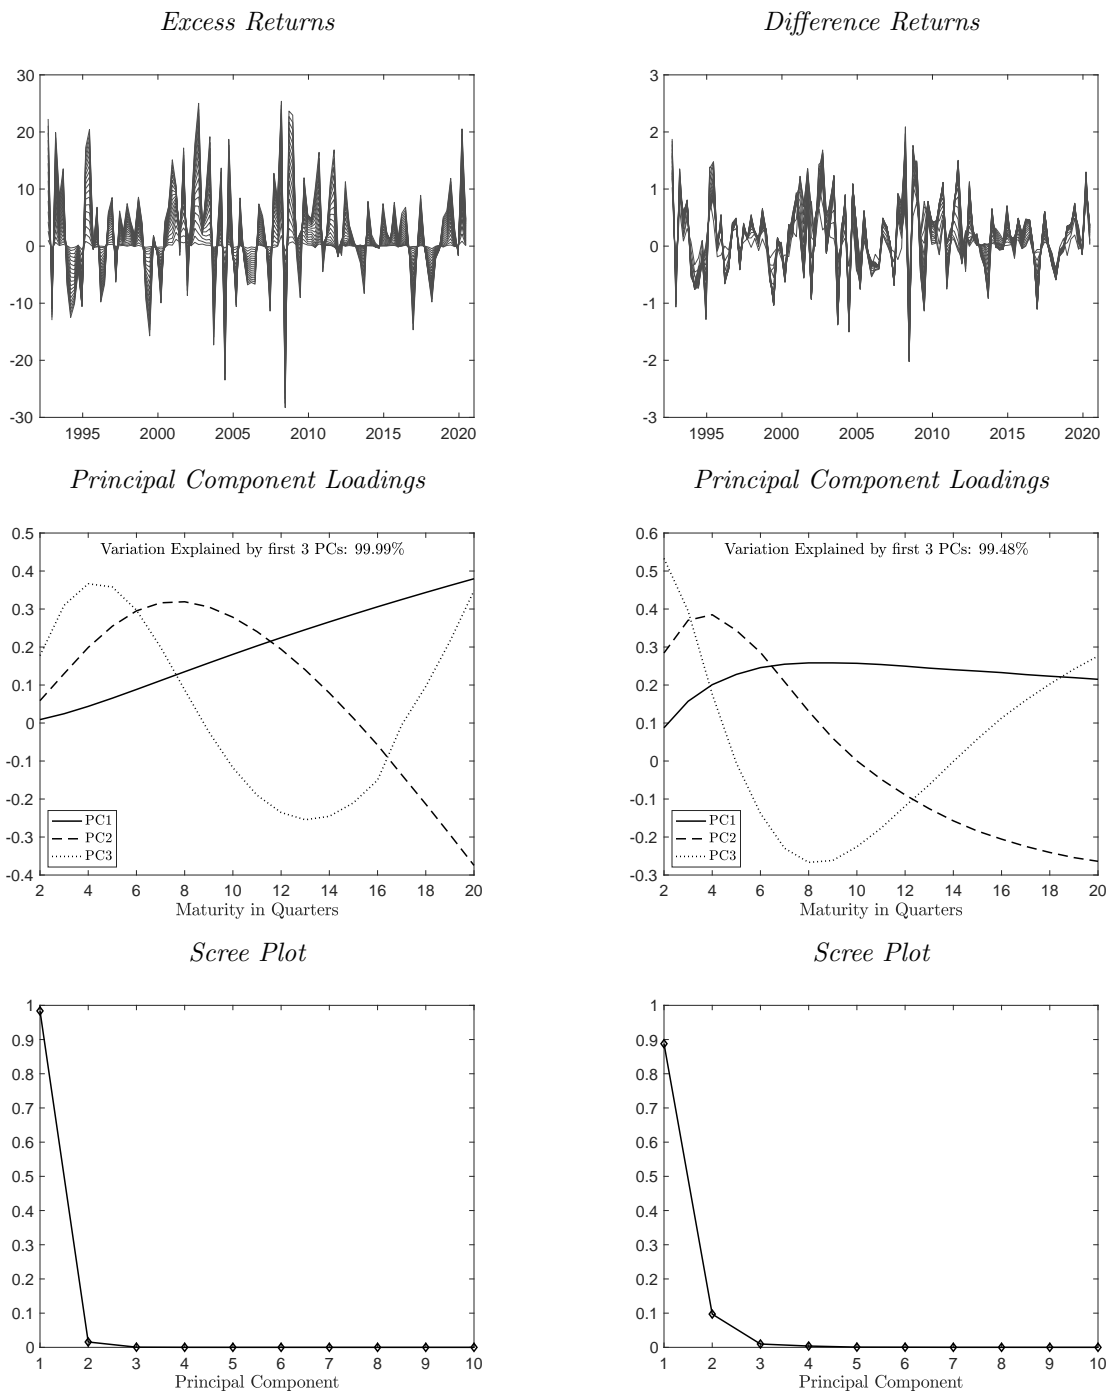 Excess Returns
30
20
10
0
-10
-20
-30
1995 2000 2005 2010 2015 2020
Difference Returns
3
2
1
0
-1
-2
-3
1995 2000 2005 2010 2015 2020
Principal Component Loadings
Variation Explained by first 3 PCs: 99.99%
0.5
0.4
0.3
0.2
0.1
0
-0.1
-0.2
-0.3
-0.4
PC1
PC2
PC3
2 4 6 8 10 12 14 16 18 20
Maturity in Quarters
Principal Component Loadings
Variation Explained by first 3 PCs: 99.48%
0.6
0.5
0.4
0.3
0.2
0.1
0
-0.1
-0.2
-0.3
PC1
PC2
PC3
2 4 6 8 10 12 14 16 18 20
Maturity in Quarters
Scree Plot
1
0.9
0.8
0.7
0.6
0.5
0.4
0.3
0.2
0.1
0
1 2 3 4 5 6 7 8 9 10
Principal Component
Scree Plot
1
0.9
0.8
0.7
0.6
0.5
0.4
0.3
0.2
0.1
0
1 2 3 4 5 6 7 8 9 10
Principal Component